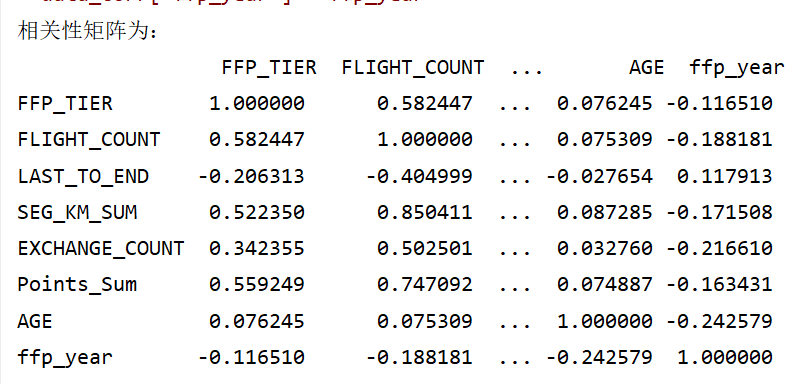 相关性矩阵为:
FFP_TIER FLIGHT_COUNT ... AGE ffp_year
FFP_TIER 1.000000 0.582447 ... 0.076245 -0.116510
FLIGHT_COUNT 0.582447 1.000000 ... 0.075309 -0.188181
LAST_TO_END -0.206313 -0.404999 ... -0.027654 0.117913
SEG_KM_SUM 0.522350 0.850411 ... 0.087285 -0.171508
EXCHANGE_COUNT 0.342355 0.502501 ... 0.032760 -0.216610
Points_Sum 0.559249 0.747092 ... 0.074887 -0.163431
AGE 0.076245 0.075309 ... 1.000000 -0.242579
ffp_year -0.116510 -0.188181 ... -0.242579 1.000000